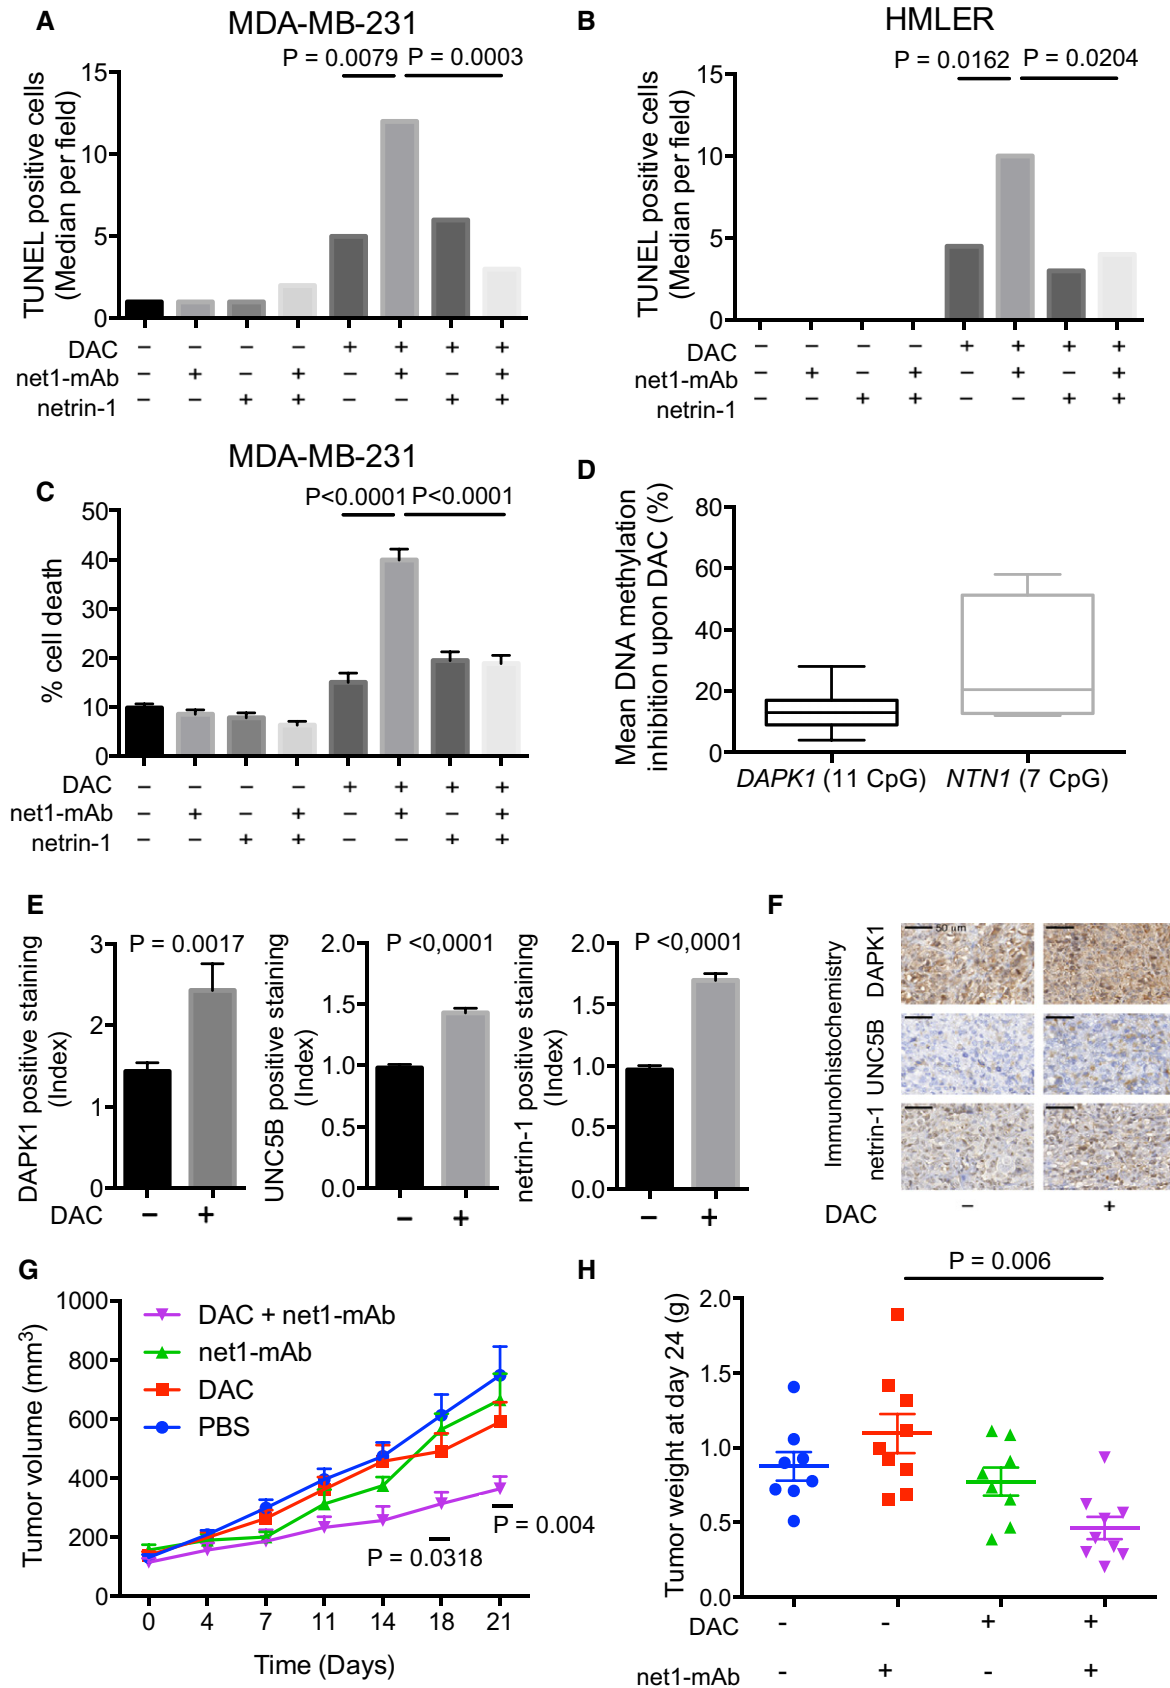 A
MDA-MB-231
P = 0.0079
P = 0.0003
TUNEL positive cells
(Median per field)
15
10
5
0
DAC − − − − + + + +
net1-mAb − + − + − + − +
netrin-1 − − + + − − + +
B
HMLER
P = 0.0162
P = 0.0204
TUNEL positive cells
(Median per field)
15
10
5
0
DAC − − − − + + + +
net1-mAb − + − + − + − +
netrin-1 − − + + − − + +
C
MDA-MB-231
P<0.0001
P<0.0001
% cell death
50
40
30
20
10
0
DAC − − − − + + + +
net1-mAb − + − + − + − +
netrin-1 − − + + − − + +
D
Mean DNA methylation
inhibition upon DAC (%)
80
60
40
20
0
DAPK1 (11 CpG)
NTN1 (7 CpG)
E
P = 0.0017
DAPK1 positive staining
(Index)
3
2
1
0
DAC − +
P <0,0001
UNC5B positive staining
(Index)
2.0
1.5
1.0
0.5
0.0
− +
P <0,0001
netrin-1 positive staining
(Index)
2.0
1.5
1.0
0.5
0.0
− +
F
Immunohistochemistry
DAPK1
UNC5B
netrin-1
50 µm
DAC − +
G
Tumor volume (mm3)
1000
800
600
400
200
0
DAC + net1-mAb
net1-mAb
DAC
PBS
P = 0.004
P = 0.0318
0 4 7 11 14 18 21
Time (Days)
H
P = 0.006
Tumor weight at day 24 (g)
2.0
1.5
1.0
0.5
0.0
DAC - - + +
net1-mAb - + - +